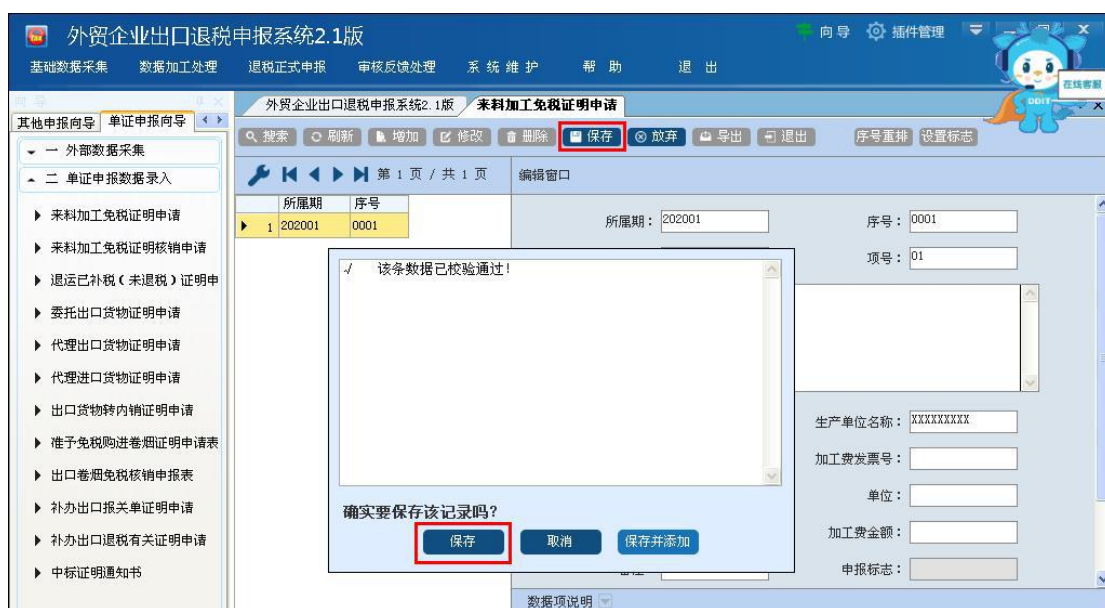 外贸企业出口退税申报系统2.1版
向导 插件管理
基础数据采集 数据加工处理 退税正式申报 审核反馈处理 系统维护 帮助 退出
在线客服
向导
外贸企业出口退税申报系统2.1版 来料加工免税证明申请
其他申报向导 单证申报向导
搜索 刷新 增加 修改 删除 保存 放弃 导出 退出 序号重排 设置标志
一 外部数据采集
二 单证申报数据录入
第 1 页 / 共 1 页 编辑窗口
所属期 序号
1 202001 0001
所属期： 202001 序号： 0001
项号： 01
来料加工免税证明申请
来料加工免税证明核销申请
退运已补税(未退税)证明申
委托出口货物证明申请
代理出口货物证明申请
代理进口货物证明申请
出口货物转内销证明申请
准予免税购进卷烟证明申请表
出口卷烟免税核销申报表
补办出口报关单证明申请
补办出口退税有关证明申请
中标证明通知书
√ 该条数据已校验通过!
确实要保存该记录吗?
保存 取消 保存并添加
生产单位名称： XXXXXXXXX
加工费发票号：
单位：
加工费金额：
申报标志：
数据项说明